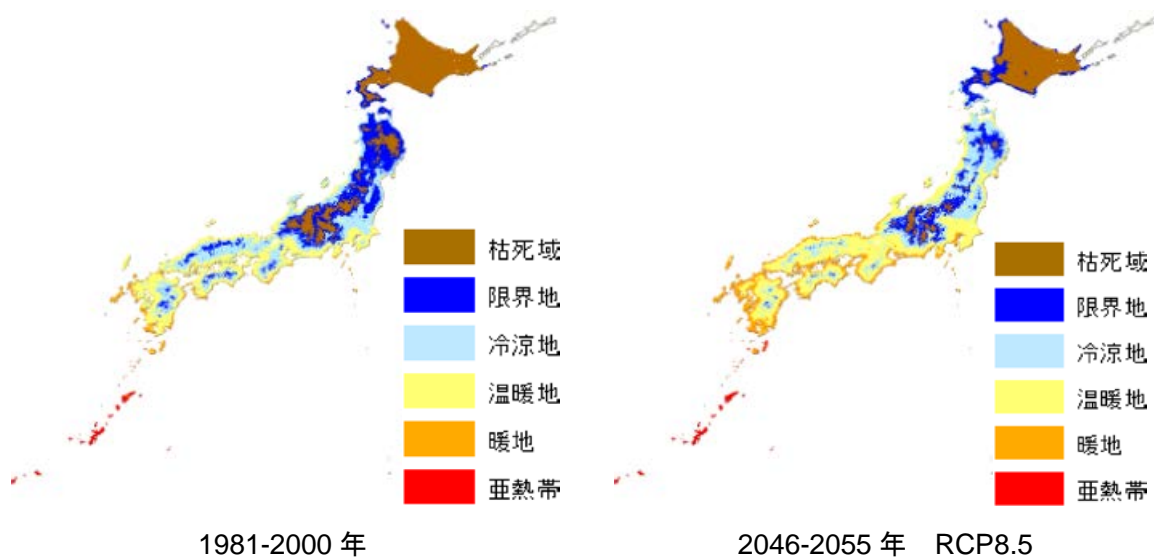 枯死域
限界地
冷涼地
温暖地
暖地
亜熱帯
1981-2000 年
枯死域
限界地
冷涼地
温暖地
暖地
亜熱帯
2046-2055 年　RCP8.5